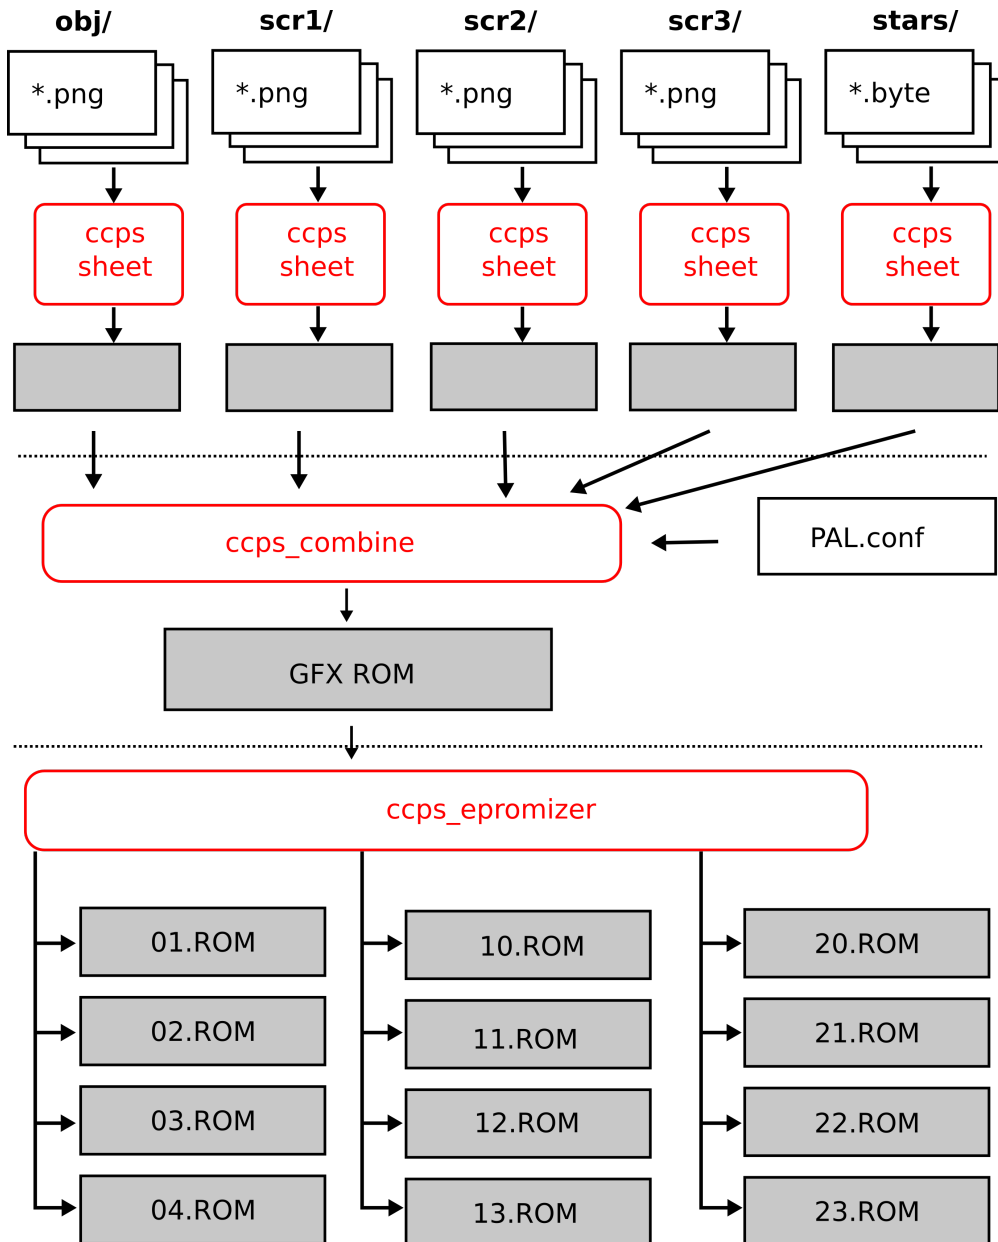 obj/ scr1/ scr2/ scr3/ stars/
*.png *.png *.png *.png *.byte
ccps ccps ccps ccps ccps
sheet sheet sheet sheet sheet
ccps_combine PAL.conf
GFX ROM
ccps_epromizer
01.ROM 10.ROM 20.ROM
02.ROM 11.ROM 21.ROM
03.ROM 12.ROM 22.ROM
04.ROM 13.ROM 23.ROM